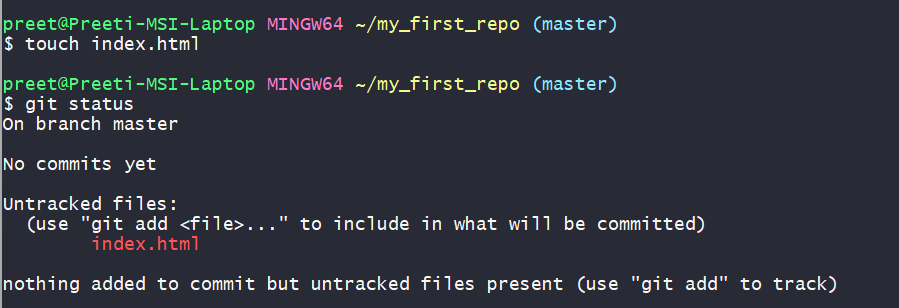 preet@Preeti-MSI-Laptop MINGW64 ~/my_first_repo (master)
$ touch index.html
preet@Preeti-MSI-Laptop MINGW64 ~/my_first_repo (master)
$ git status
On branch master
No commits yet
Untracked files:
(use "git add <file>..." to include in what will be committed)
index.html
nothing added to commit but untracked files present (use "git add" to track)